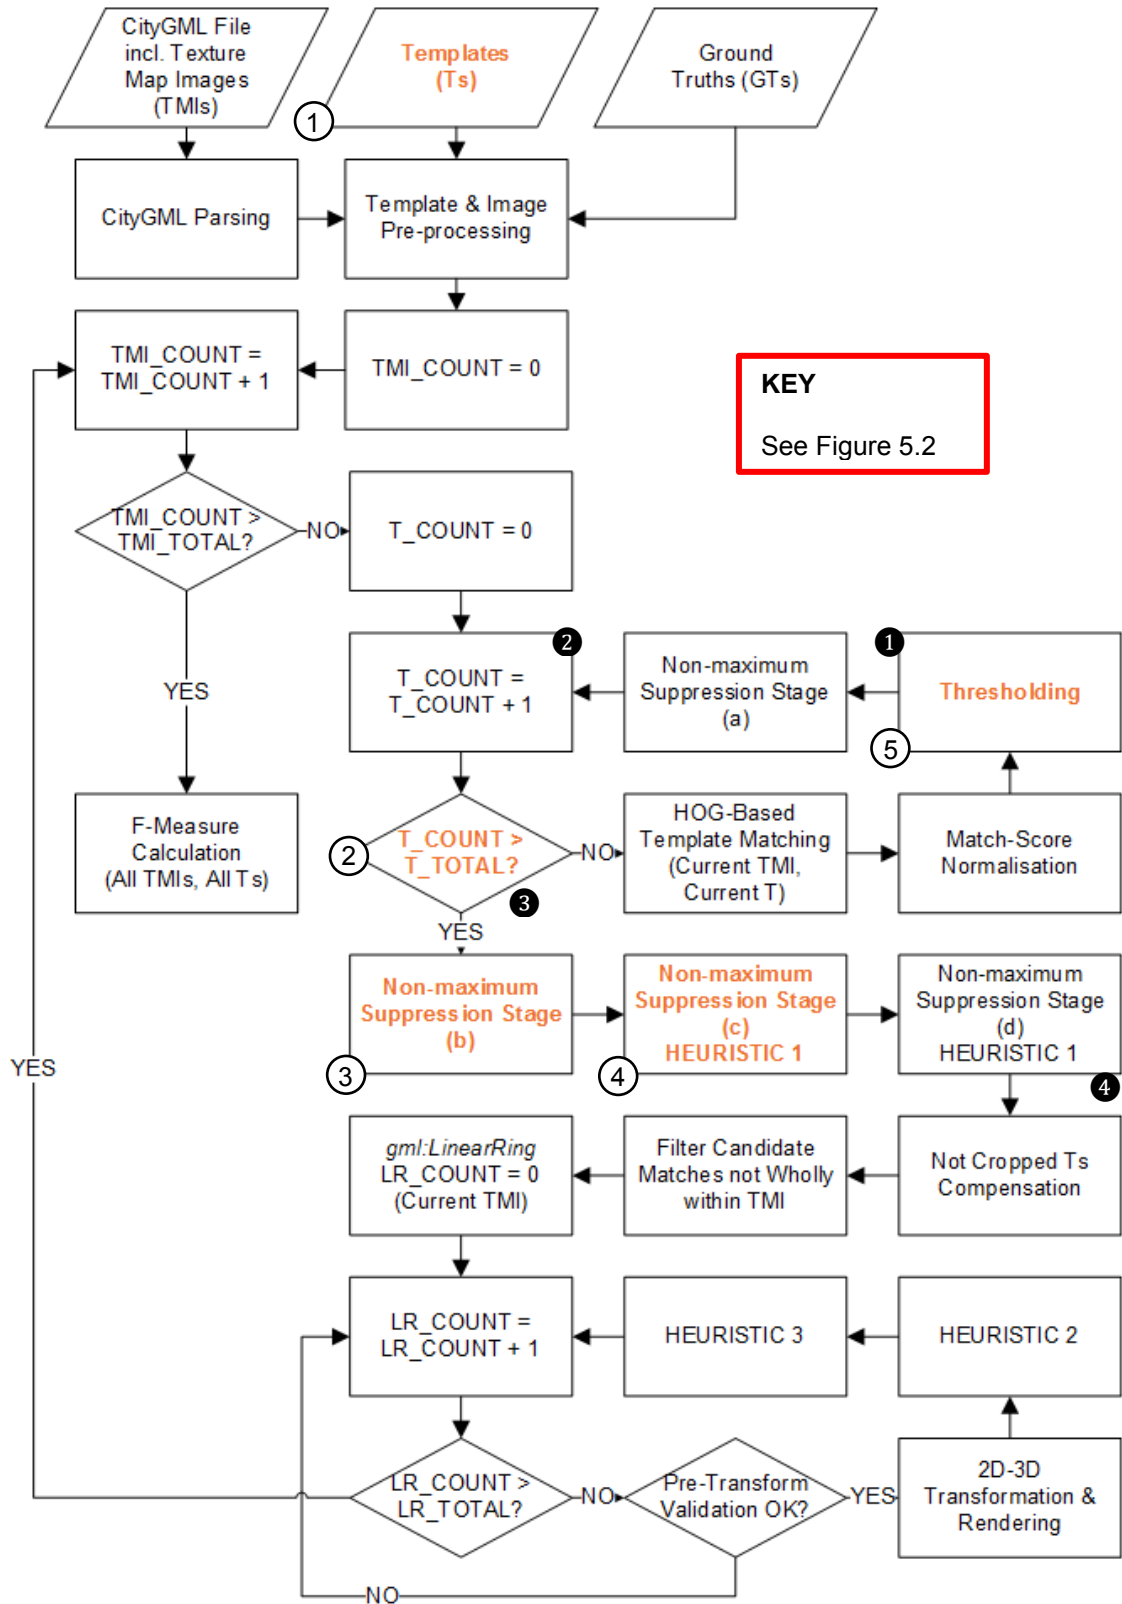 CityGML File
incl. Texture
Map Images
(TMIs)
Templates
(Ts)
Ground
Truths (GTs)
1
CityGML Parsing
Template & Image
Pre-processing
TMI_COUNT =
TMI_COUNT + 1
TMI_COUNT = 0
KEY
See Figure 5.2
TMI_COUNT >
TMI_TOTAL?
NO
T_COUNT = 0
YES
T_COUNT =
T_COUNT + 1
2
Non-maximum
Suppression Stage
(a)
1
Thresholding
5
F-Measure
Calculation
(All TMIs, All Ts)
2
T_COUNT >
T_TOTAL?
3
NO
HOG-Based
Template Matching
(Current TMI,
Current T)
Match-Score
Normalisation
YES
Non-maximum
Suppression Stage
(b)
3
Non-maximum
Suppression Stage
(c)
HEURISTIC 1
4
Non-maximum
Suppression Stage
(d)
HEURISTIC 1
4
YES
gml:LinearRing
LR_COUNT = 0
(Current TMI)
Filter Candidate
Matches not Wholly
within TMI
Not Cropped Ts
Compensation
LR_COUNT =
LR_COUNT + 1
HEURISTIC 3
HEURISTIC 2
LR_COUNT >
LR_TOTAL?
NO
Pre-Transform
Validation OK?
YES
2D-3D
Transformation &
Rendering
NO